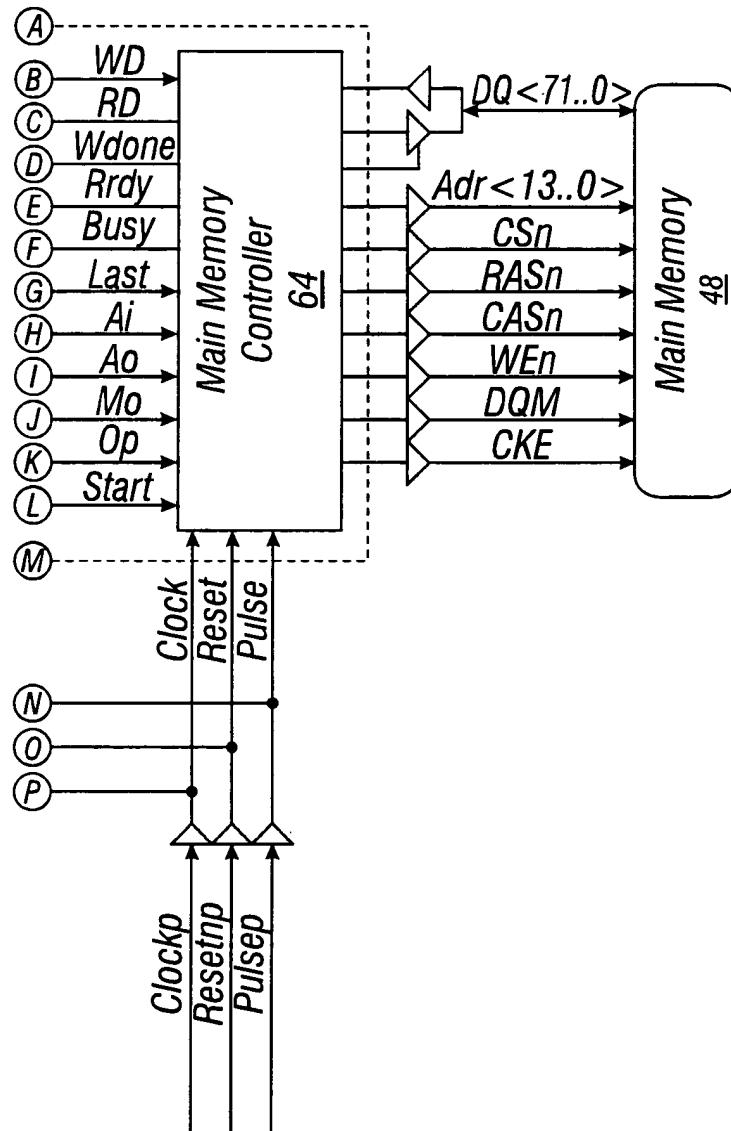 A
B WD
C RD
D Wdone
E Rrdy
F Busy
G Last
H Ai
I Ao
J Mo
K Op
L Start
M
Main Memory
Controller
64
DQ<71..0>
Adr<13..0>
CSn
RASn
CASn
WEn
DQM
CKE
Main Memory
48
Clock
Reset
Pulse
N
O
P
Clockp
Resetnp
Pulsep